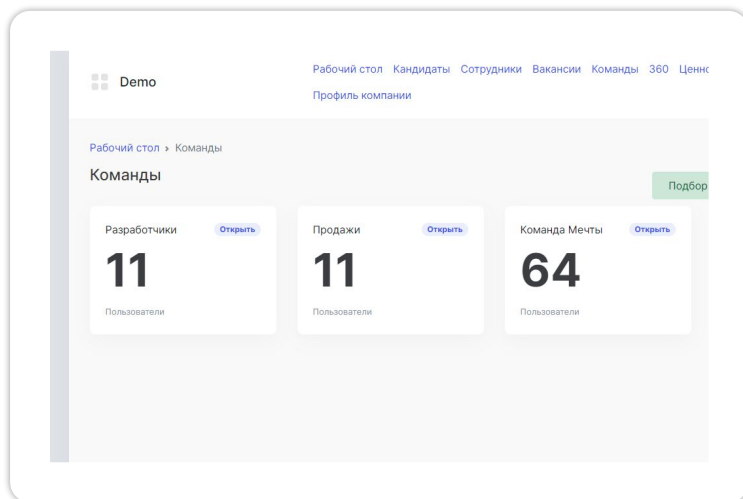 Demo
Рабочий стол Кандидаты Сотрудники Вакансии Команды 360
Профиль компании
Рабочий стол › Команды
Команды
Подбор
Разработчики Открыть
11
Пользователи
Продажи Открыть
11
Пользователи
Команда Мечты Открыть
64
Пользователи